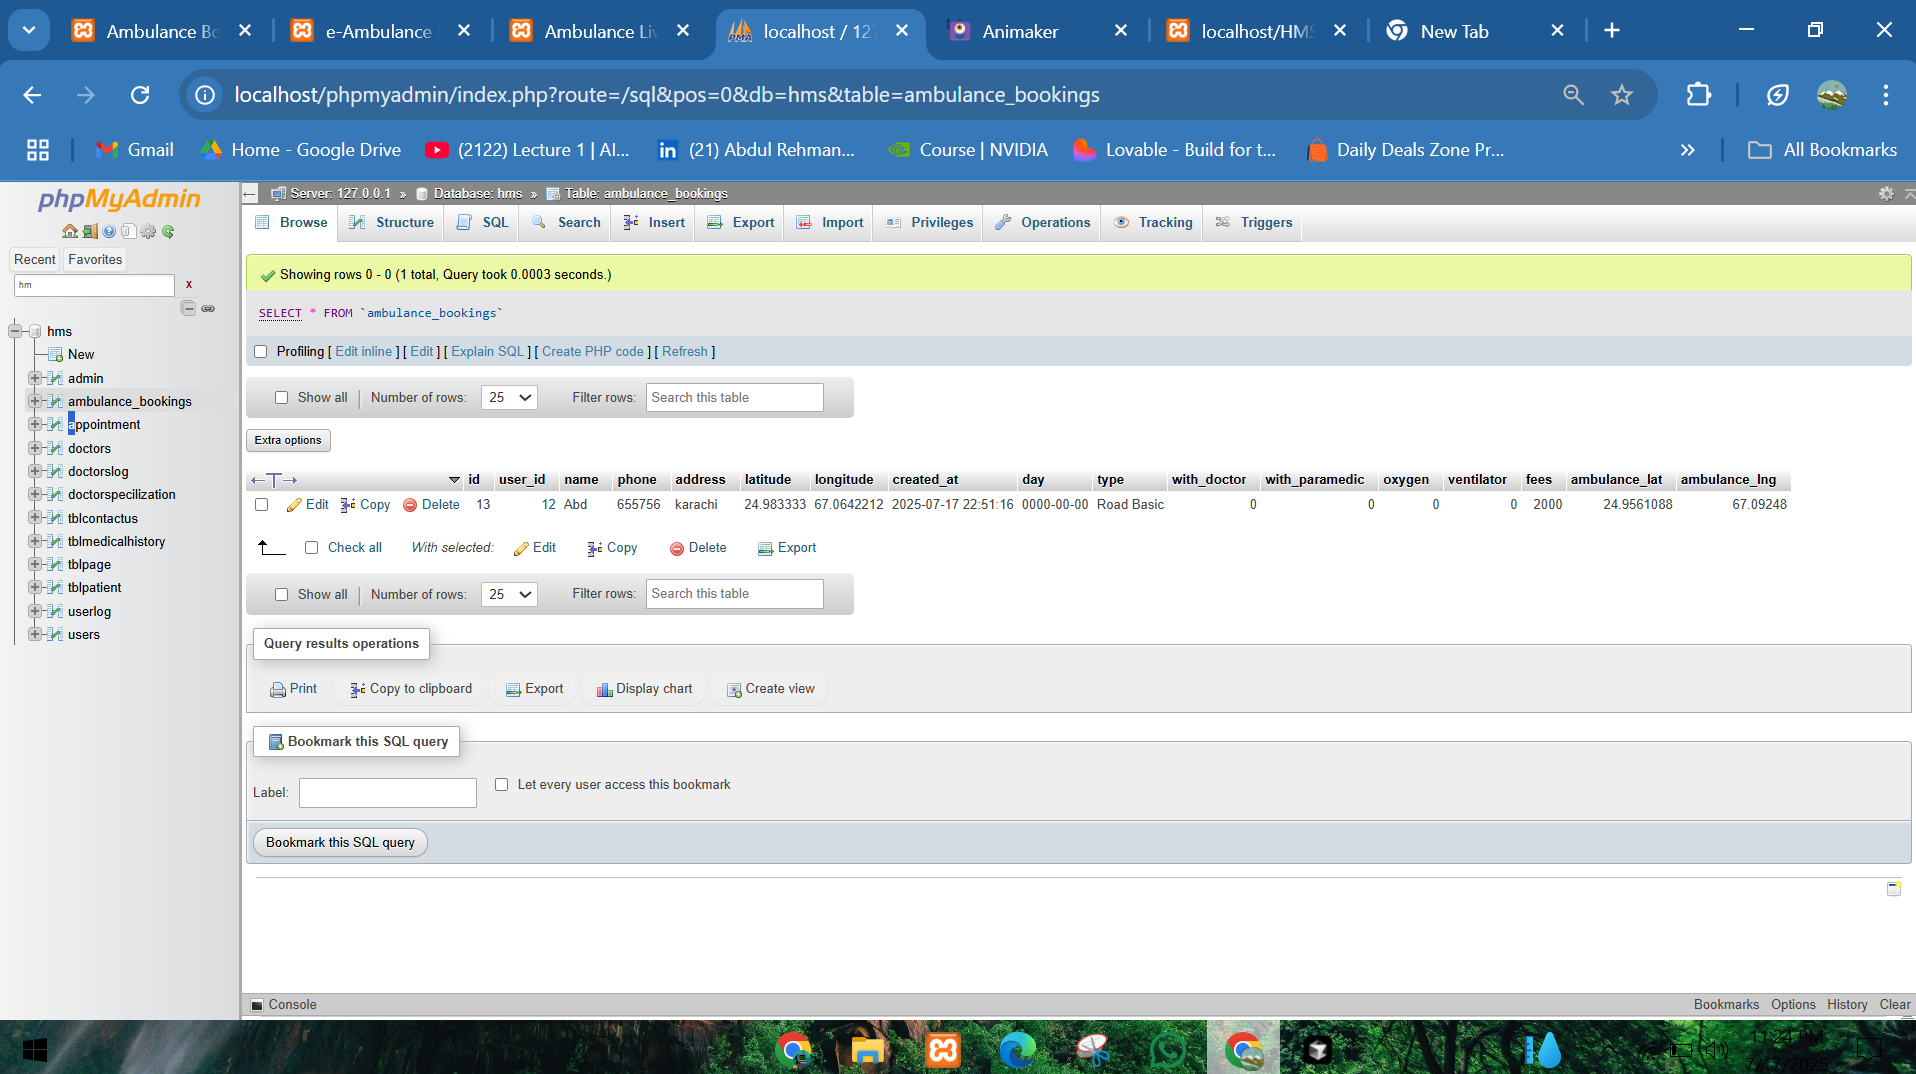 Ambulance Bo
e-Ambulance
Ambulance Liv
localhost / 127
Animaker
localhost/HMS
New Tab
localhost/phpmyadmin/index.php?route=/sql&pos=0&db=hms&table=ambulance_bookings
Gmail
Home - Google Drive
(2122) Lecture 1 | AI...
(21) Abdul Rehman...
Course | NVIDIA
Lovable - Build for t...
Daily Deals Zone Pr...
»
All Bookmarks
phpMyAdmin
Recent Favorites
hm
x
hms
New
admin
ambulance_bookings
appointment
doctors
doctorslog
doctorspecilization
tblcontactus
tblmedicalhistory
tblpage
tblpatient
userlog
users
Server: 127.0.0.1 » Database: hms » Table: ambulance_bookings
Browse Structure SQL Search Insert Export Import Privileges Operations Tracking Triggers
Showing rows 0 - 0 (1 total, Query took 0.0003 seconds.)
SELECT * FROM `ambulance_bookings`
Profiling [ Edit inline ] [ Edit ] [ Explain SQL ] [ Create PHP code ] [ Refresh ]
Show all Number of rows: 25 Filter rows: Search this table
Extra options
←T→ id user_id name phone address latitude longitude created_at day type with_doctor with_paramedic oxygen ventilator fees ambulance_lat ambulance_lng
Edit Copy Delete 13 12 Abd 655756 karachi 24.983333 67.0642212 2025-07-17 22:51:16 0000-00-00 Road Basic 0 0 0 0 2000 24.9561088 67.09248
Check all With selected: Edit Copy Delete Export
Show all Number of rows: 25 Filter rows: Search this table
Query results operations
Print Copy to clipboard Export Display chart Create view
Bookmark this SQL query
Label: Let every user access this bookmark
Bookmark this SQL query
Console
Bookmarks Options History Clear
11:24 PM
7/17/2025